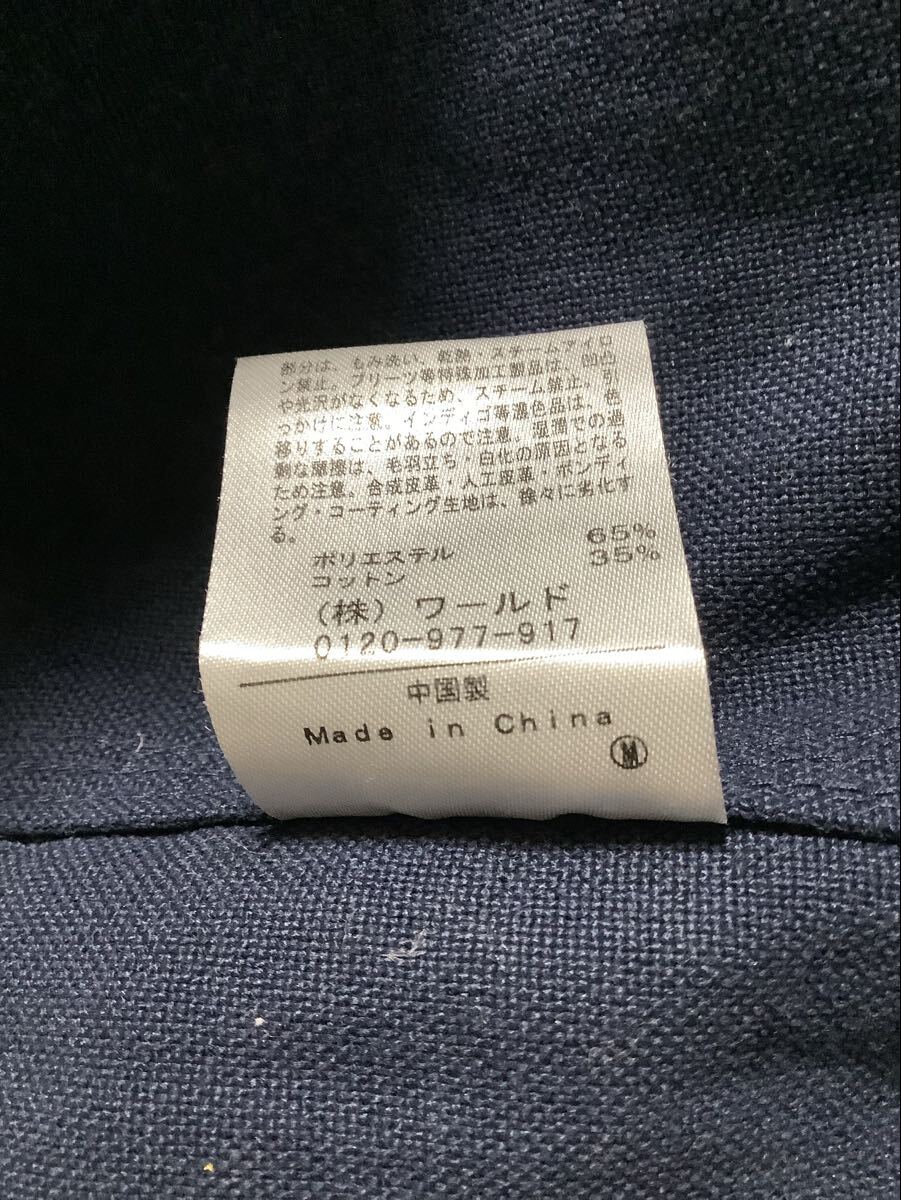 部分は、もみ洗い、乾熱・スチームアイロ
ン禁止。プリーツ等特殊加工製品は、凹凸
や光沢がなくなるため、スチーム禁止。引
っかけに注意。インディゴ等濃色品は、色
移りすることがあるので注意。湿摩での過
剰な摩擦は、毛羽立ち・白化の原因となる
ため注意。合成皮革・人工皮革・ボンディ
ング・コーティング生地は、徐々に劣化す
る。
ポリエステル 65%
コットン 35%
(株) ワールド
0120-977-917
中国製
Made in China
M